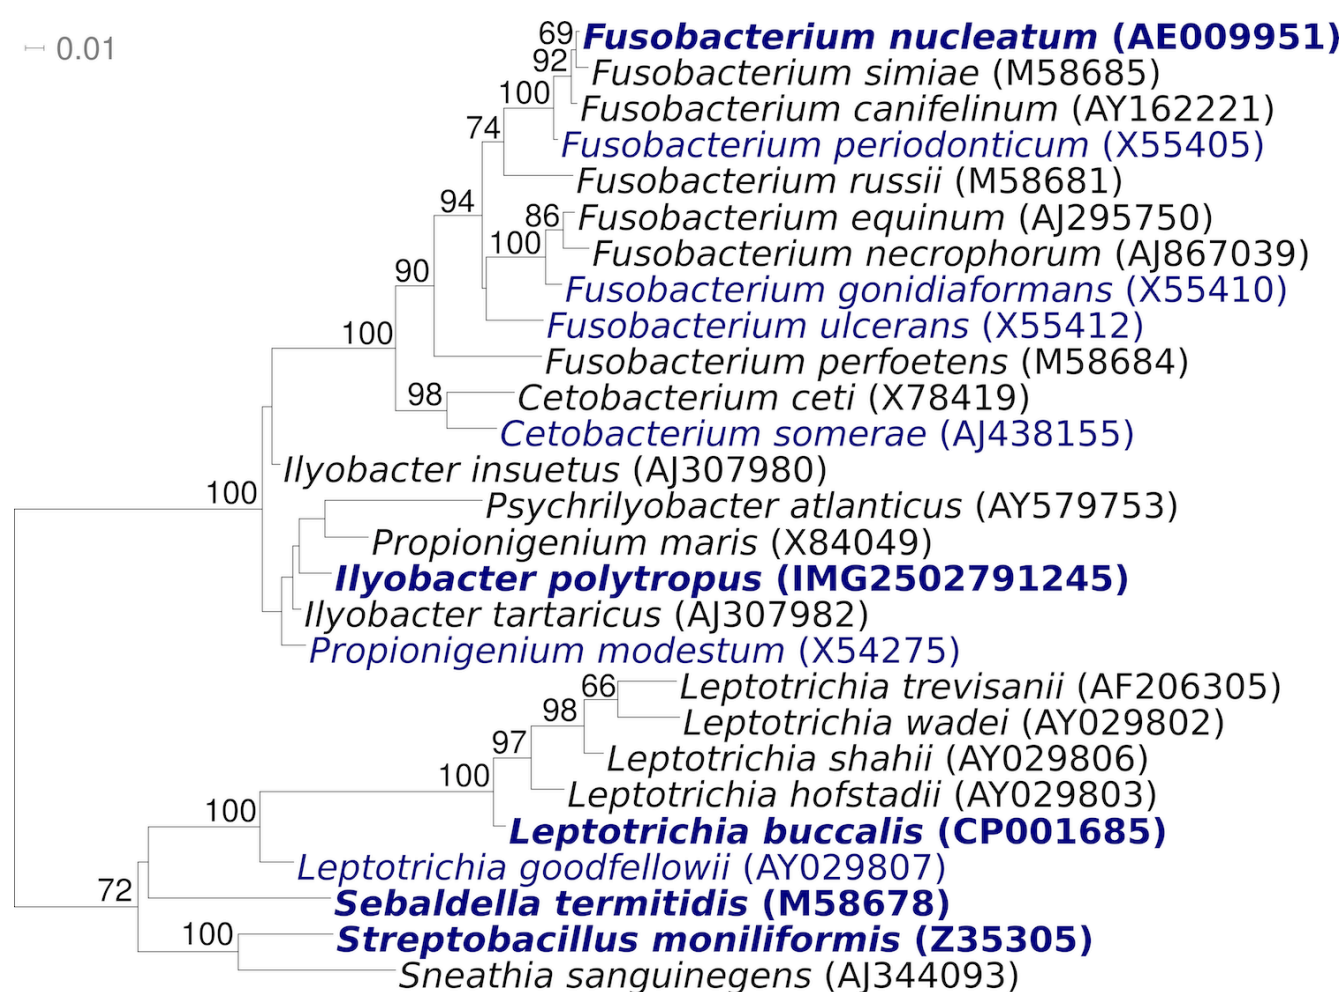 0.01
69 Fusobacterium nucleatum (AE009951)
92 Fusobacterium simiae (M58685)
100 Fusobacterium canifelinum (AY162221)
74 Fusobacterium periodonticum (X55405)
Fusobacterium russii (M58681)
94 86 Fusobacterium equinum (AJ295750)
100 Fusobacterium necrophorum (AJ867039)
90 Fusobacterium gonidiaformans (X55410)
100 Fusobacterium ulcerans (X55412)
Fusobacterium perfoetens (M58684)
98 Cetobacterium ceti (X78419)
Cetobacterium somerae (AJ438155)
Ilyobacter insuetus (AJ307980)
100 Psychrilyobacter atlanticus (AY579753)
Propionigenium maris (X84049)
Ilyobacter polytropus (IMG2502791245)
Ilyobacter tartaricus (AJ307982)
Propionigenium modestum (X54275)
66 Leptotrichia trevisanii (AF206305)
98 Leptotrichia wadei (AY029802)
97 Leptotrichia shahii (AY029806)
100 Leptotrichia hofstadii (AY029803)
100 Leptotrichia buccalis (CP001685)
Leptotrichia goodfellowii (AY029807)
72 Sebaldella termitidis (M58678)
100 Streptobacillus moniliformis (Z35305)
Sneathia sanguinegens (AJ344093)